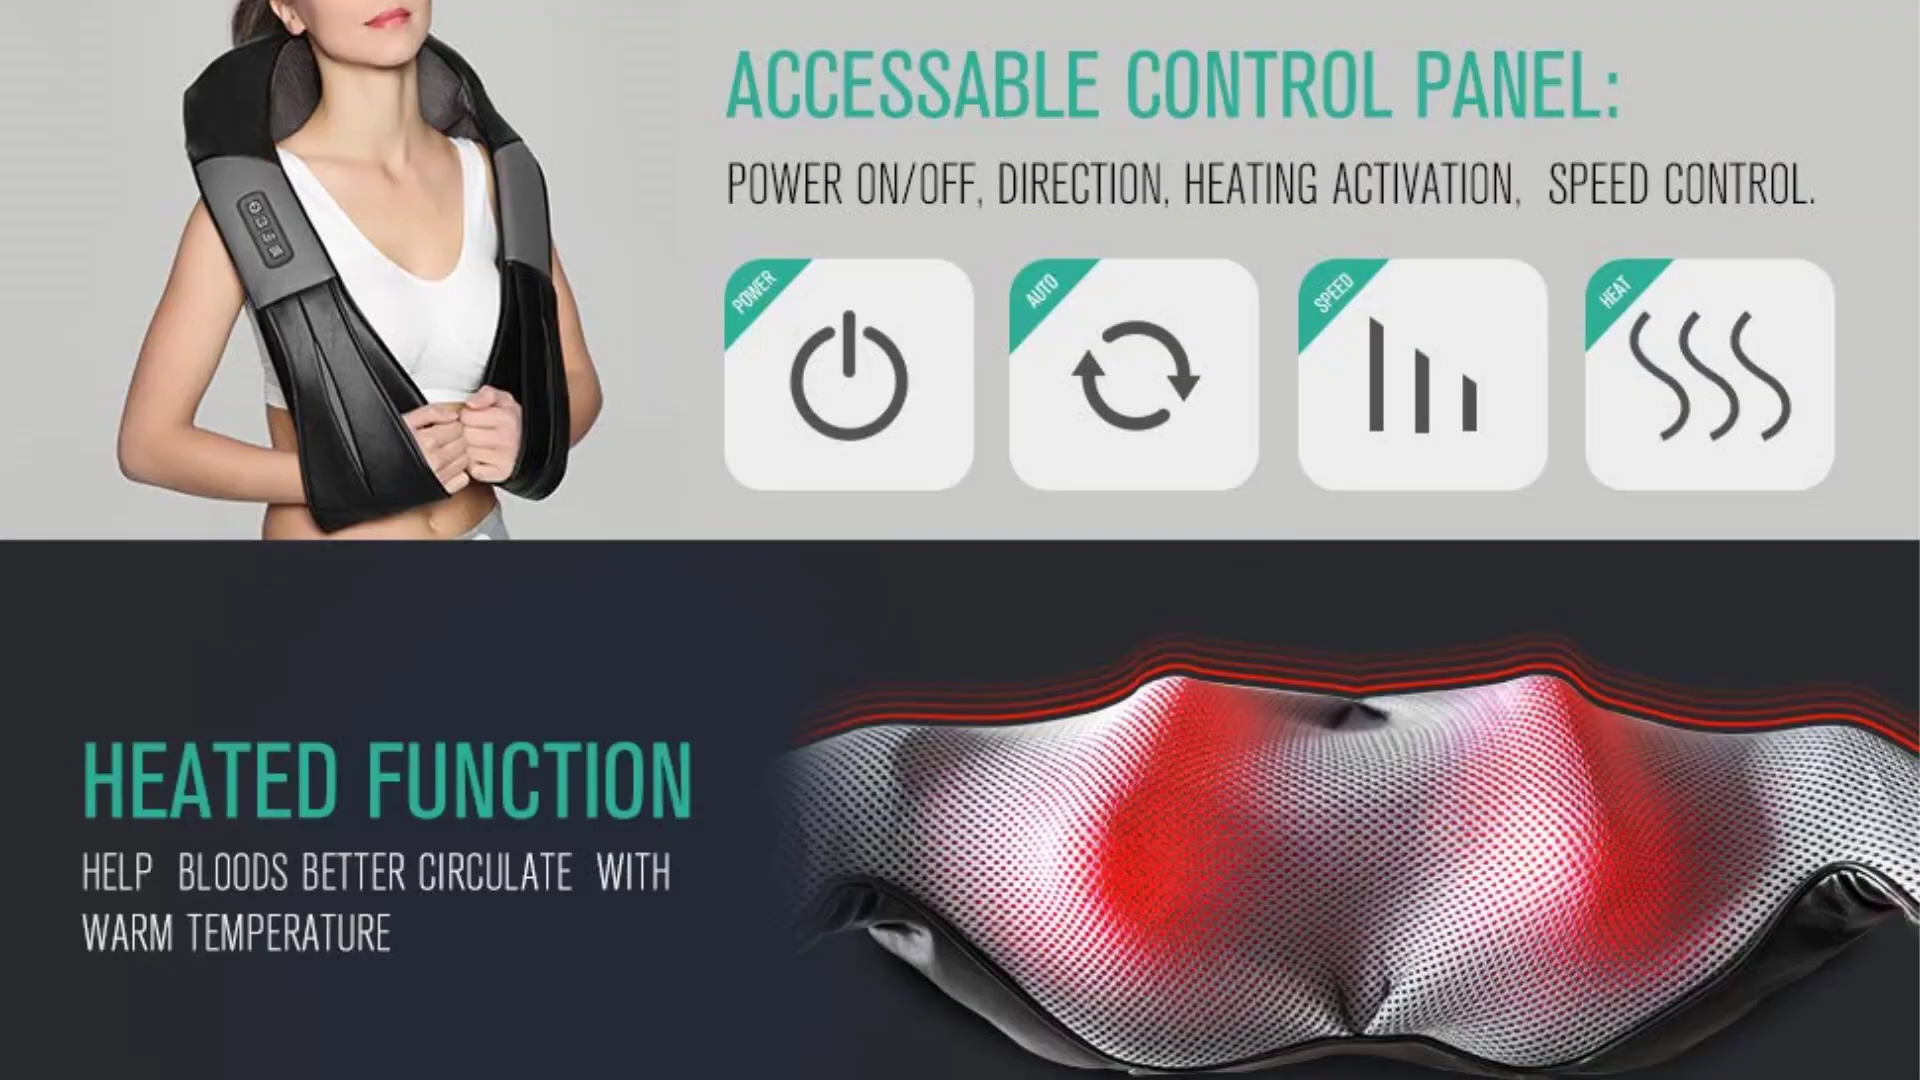 ACCESSABLE CONTROL PANEL:
POWER ON/OFF, DIRECTION, HEATING ACTIVATION, SPEED CONTROL.
POWER
AUTO
SPEED
HEAT
HEATED FUNCTION
HELP BLOODS BETTER CIRCULATE WITH
WARM TEMPERATURE